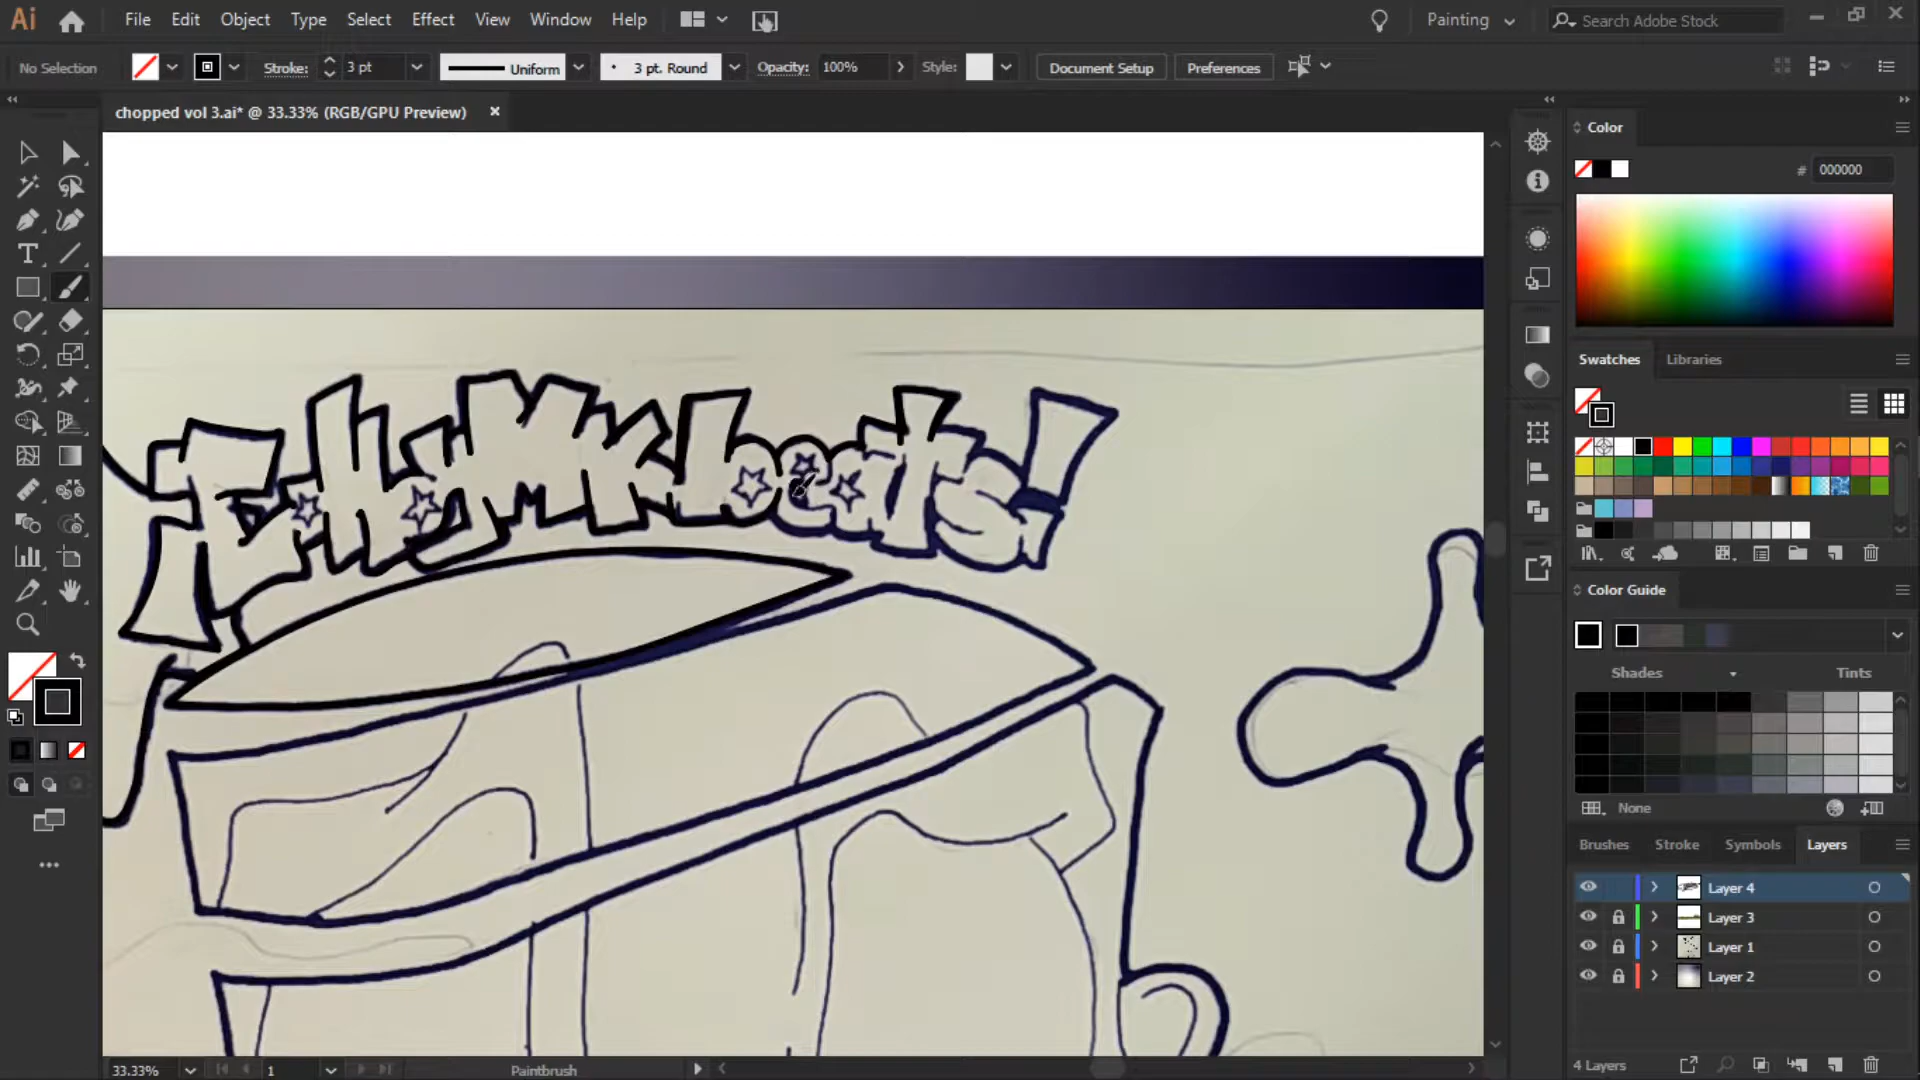 Ai File Edit Object Type Select Effect View Window Help Painting Search Adobe Stock
No Selection Stroke: 3 pt Uniform 3 pt. Round Opacity: 100% Style: Document Setup Preferences
chopped vol 3.ai* @ 33.33% (RGB/GPU Preview)
Color
# 000000
Swatches Libraries
Color Guide
Shades Tints
None
Brushes Stroke Symbols Layers
Layer 4
Layer 3
Layer 1
Layer 2
4 Layers
33.33% 1 Paintbrush